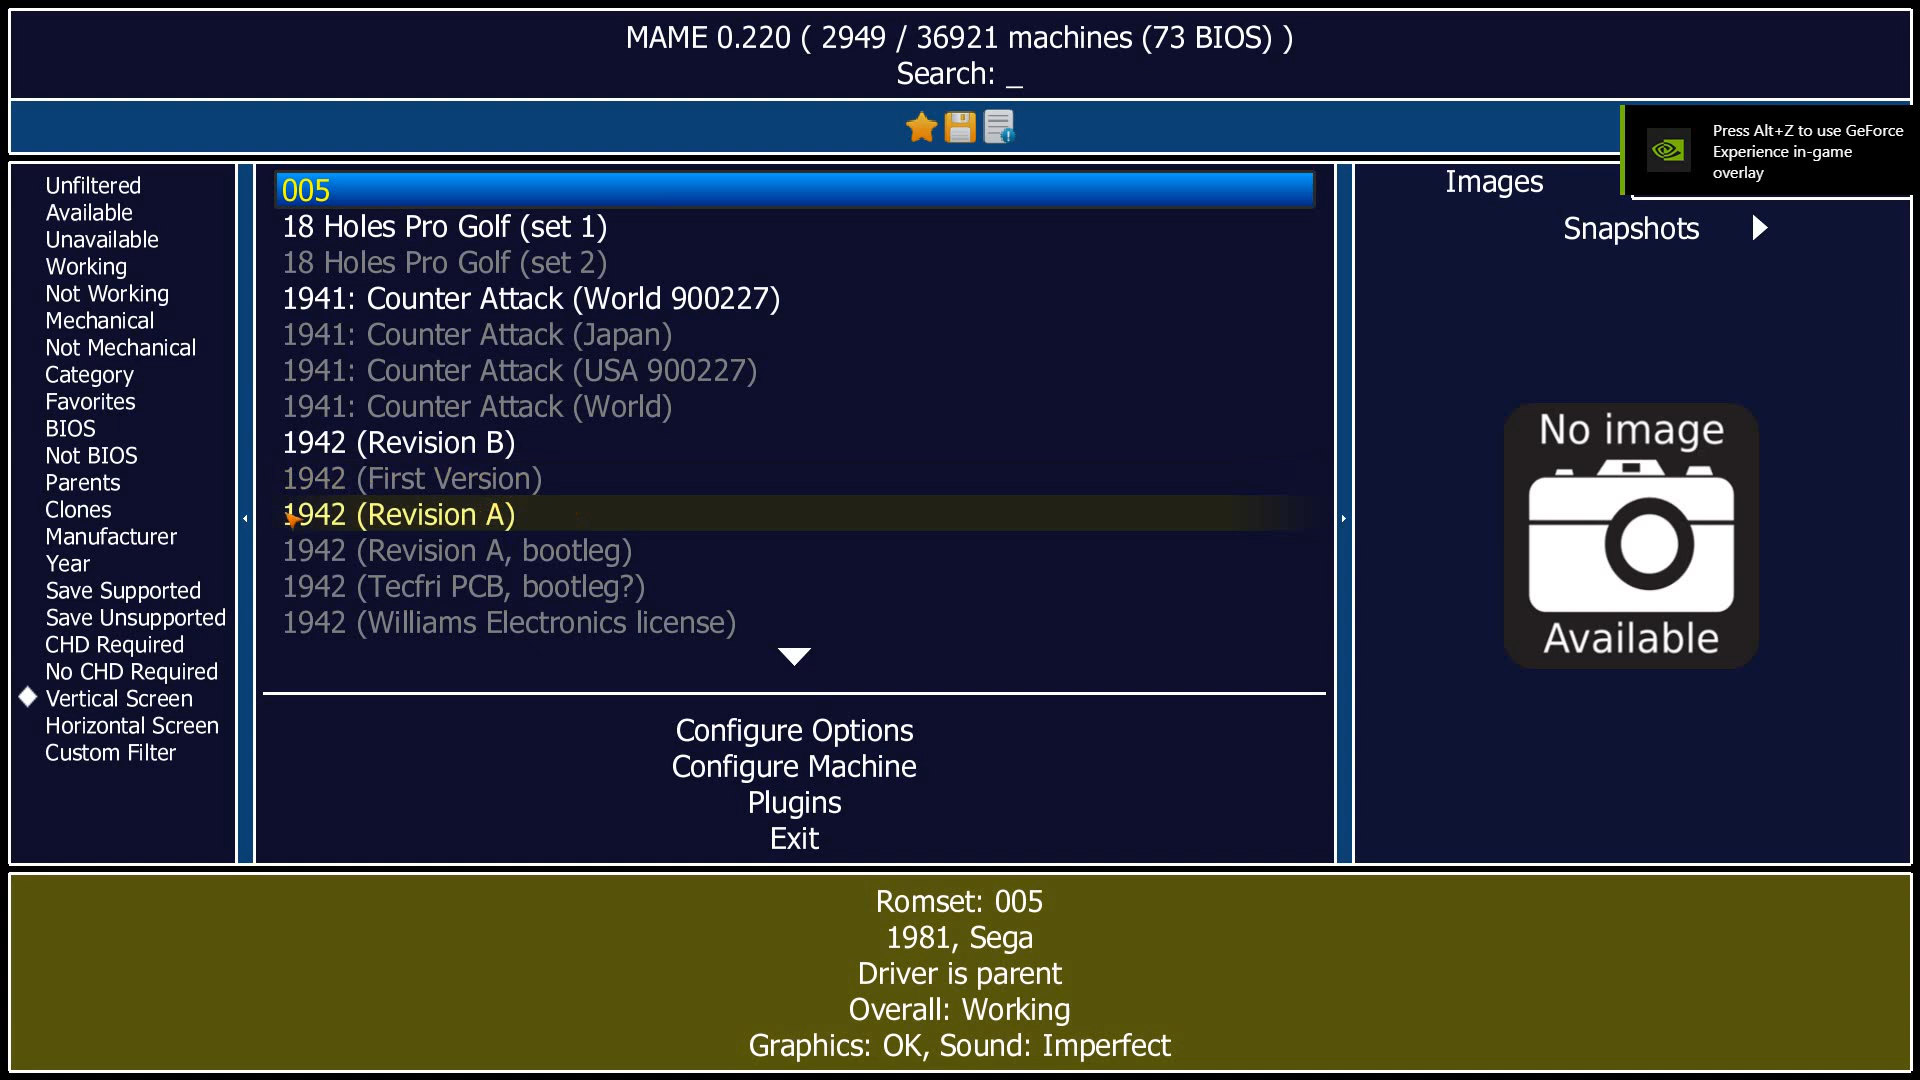 MAME 0.220 ( 2949 / 36921 machines (73 BIOS) )
Search: _
Press Alt+Z to use GeForce
Experience in-game
overlay
Unfiltered
Available
Unavailable
Working
Not Working
Mechanical
Not Mechanical
Category
Favorites
BIOS
Not BIOS
Parents
Clones
Manufacturer
Year
Save Supported
Save Unsupported
CHD Required
No CHD Required
Vertical Screen
Horizontal Screen
Custom Filter
005
18 Holes Pro Golf (set 1)
18 Holes Pro Golf (set 2)
1941: Counter Attack (World 900227)
1941: Counter Attack (Japan)
1941: Counter Attack (USA 900227)
1941: Counter Attack (World)
1942 (Revision B)
1942 (First Version)
1942 (Revision A)
1942 (Revision A, bootleg)
1942 (Tecfri PCB, bootleg?)
1942 (Williams Electronics license)
Configure Options
Configure Machine
Plugins
Exit
Images
Snapshots
No image
Available
Romset: 005
1981, Sega
Driver is parent
Overall: Working
Graphics: OK, Sound: Imperfect